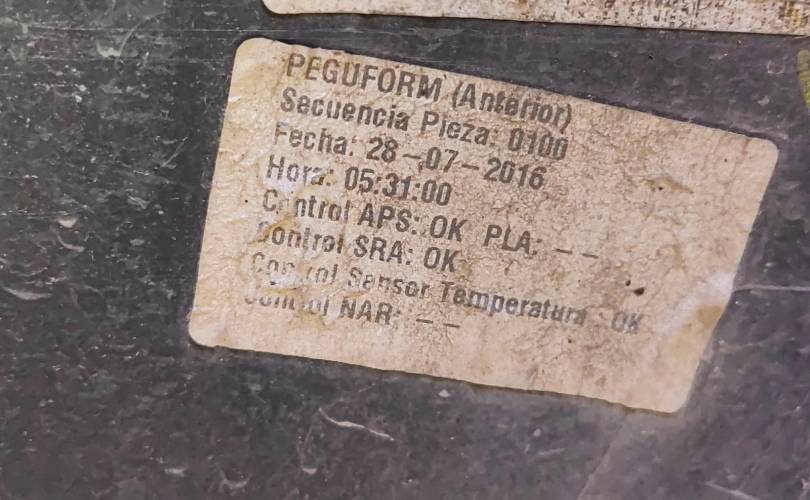 PEGUFORM (Anterior)
Secuencia Pieza: 0100
Fecha: 28-07-2016
Hora: 05:31:00
Control APS: OK PLA: - -
Control SRA: OK
Control Sensor Temperatura: OK
Control NAR: - -